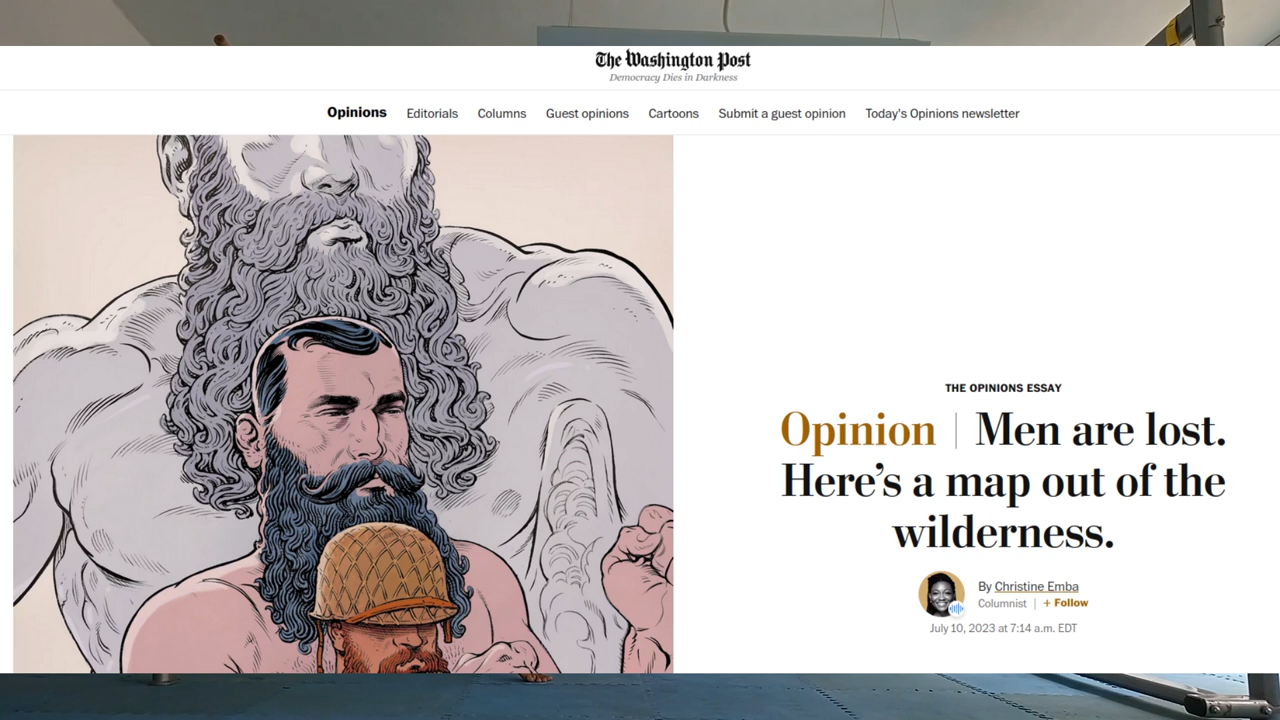 The Washington Post
Democracy Dies in Darkness
Opinions Editorials Columns Guest opinions Cartoons Submit a guest opinion Today's Opinions newsletter
THE OPINIONS ESSAY
Opinion | Men are lost.
Here’s a map out of the
wilderness.
By Christine Emba
Columnist | + Follow
July 10, 2023 at 7:14 a.m. EDT